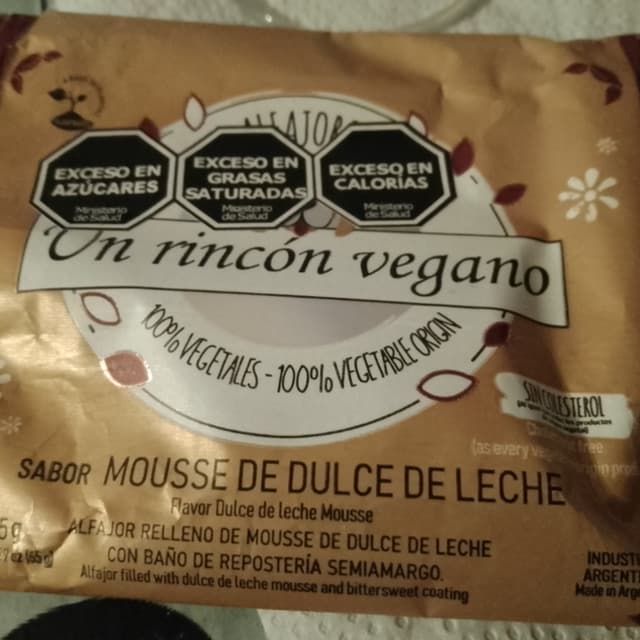 EXCESO EN
AZÚCARES
Ministerio
de Salud
EXCESO EN
GRASAS
SATURADAS
Ministerio
de Salud
EXCESO EN
CALORÍAS
Ministerio
de Salud
Un rincón vegano
100% VEGETALES - 100% VEGETABLE ORIGIN
SIN COLESTEROL
(as every
SABOR MOUSSE DE DULCE DE LECHE
Flavor Dulce de leche Mousse
ALFAJOR RELLENO DE MOUSSE DE DULCE DE LECHE
CON BAÑO DE REPOSTERÍA SEMIAMARGO.
Alfajor filled with dulce de leche mousse and bittersweet coating
Made in